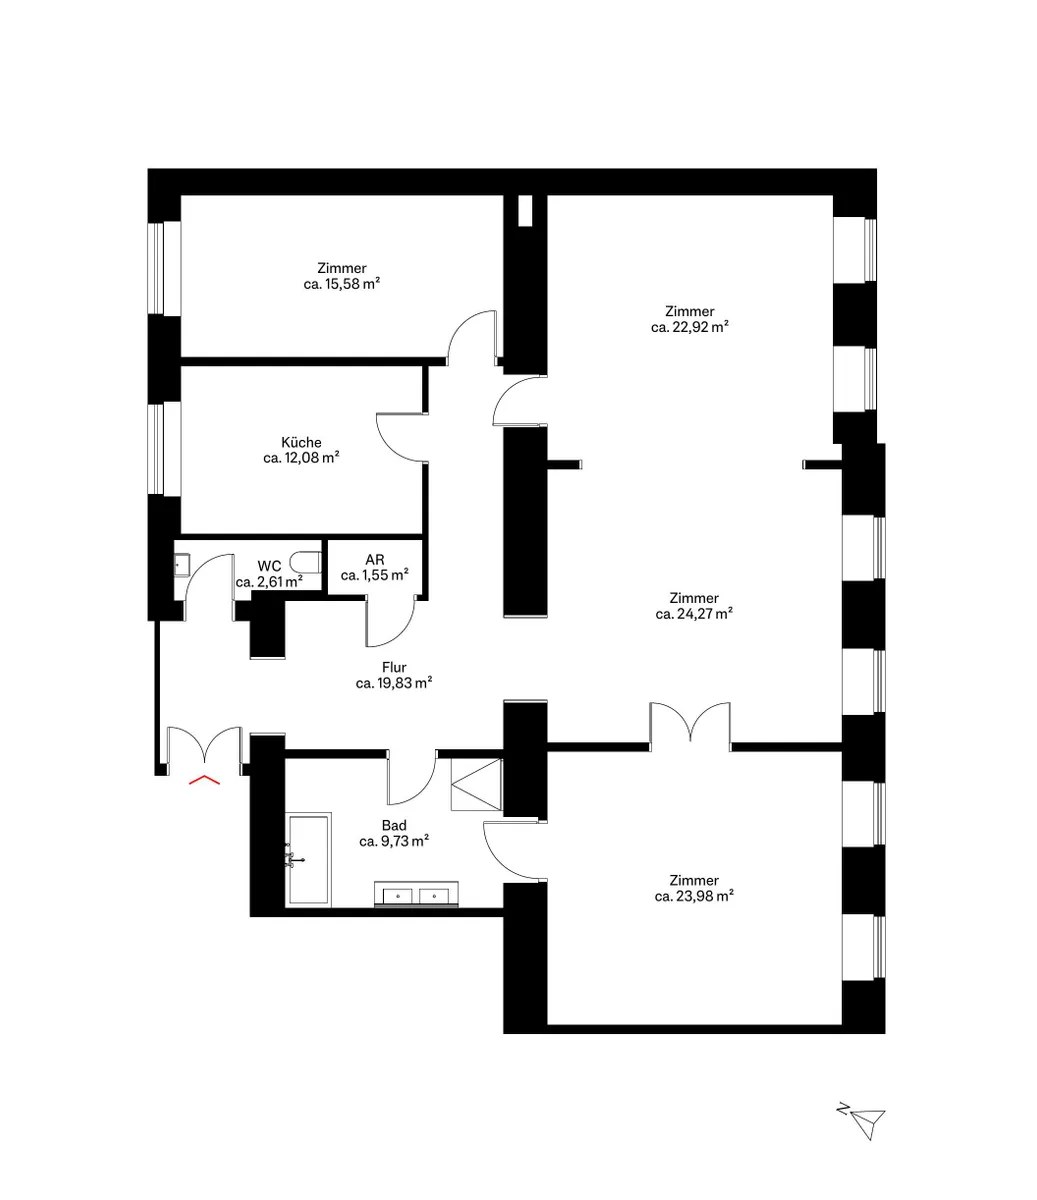 Zimmer
ca. 15,58 m²
Zimmer
ca. 22,92 m²
Küche
ca. 12,08 m²
WC
ca. 2,61 m²
AR
ca. 1,55 m²
Zimmer
ca. 24,27 m²
Flur
ca. 19,83 m²
Bad
ca. 9,73 m²
Zimmer
ca. 23,98 m²
N